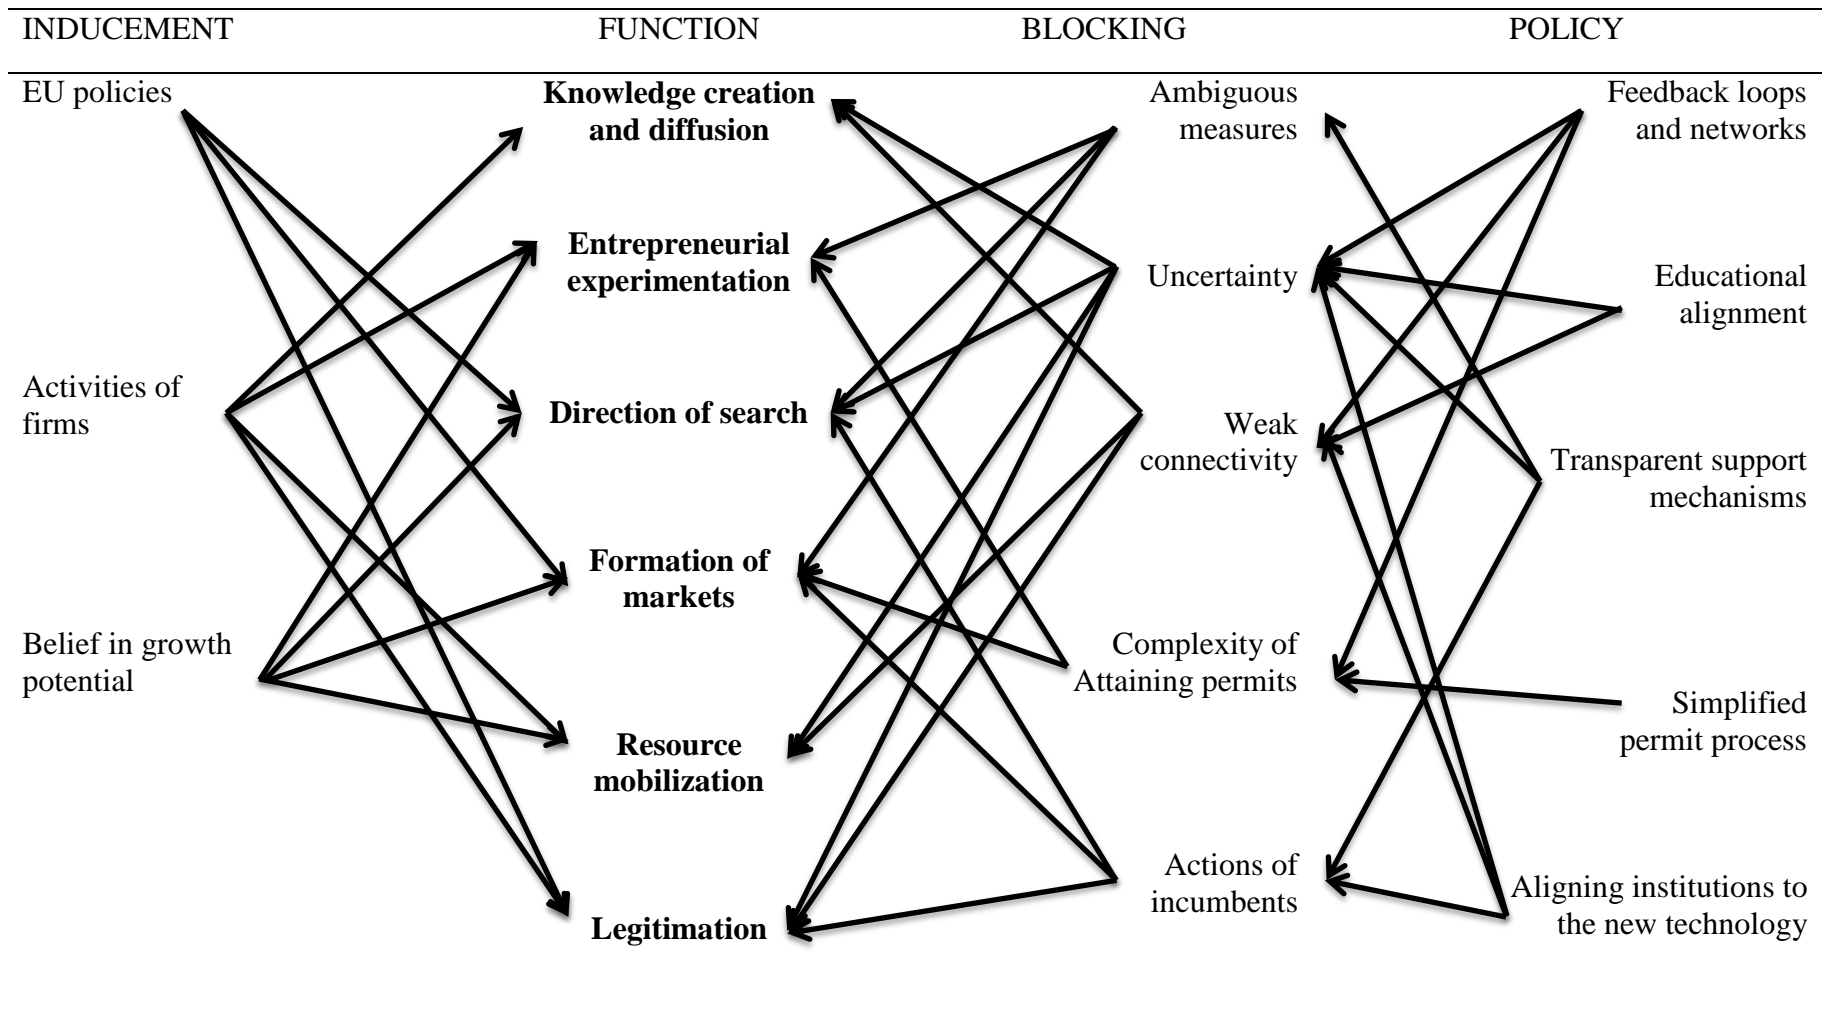 INDUCEMENT
FUNCTION
BLOCKING
POLICY
EU policies
Activities of
firms
Belief in growth
potential
Knowledge creation
and diffusion
Entrepreneurial
experimentation
Direction of search
Formation of
markets
Resource
mobilization
Legitimation
Ambiguous
measures
Uncertainty
Weak
connectivity
Complexity of
Attaining permits
Actions of
incumbents
Feedback loops
and networks
Educational
alignment
Transparent support
mechanisms
Simplified
permit process
Aligning institutions to
the new technology